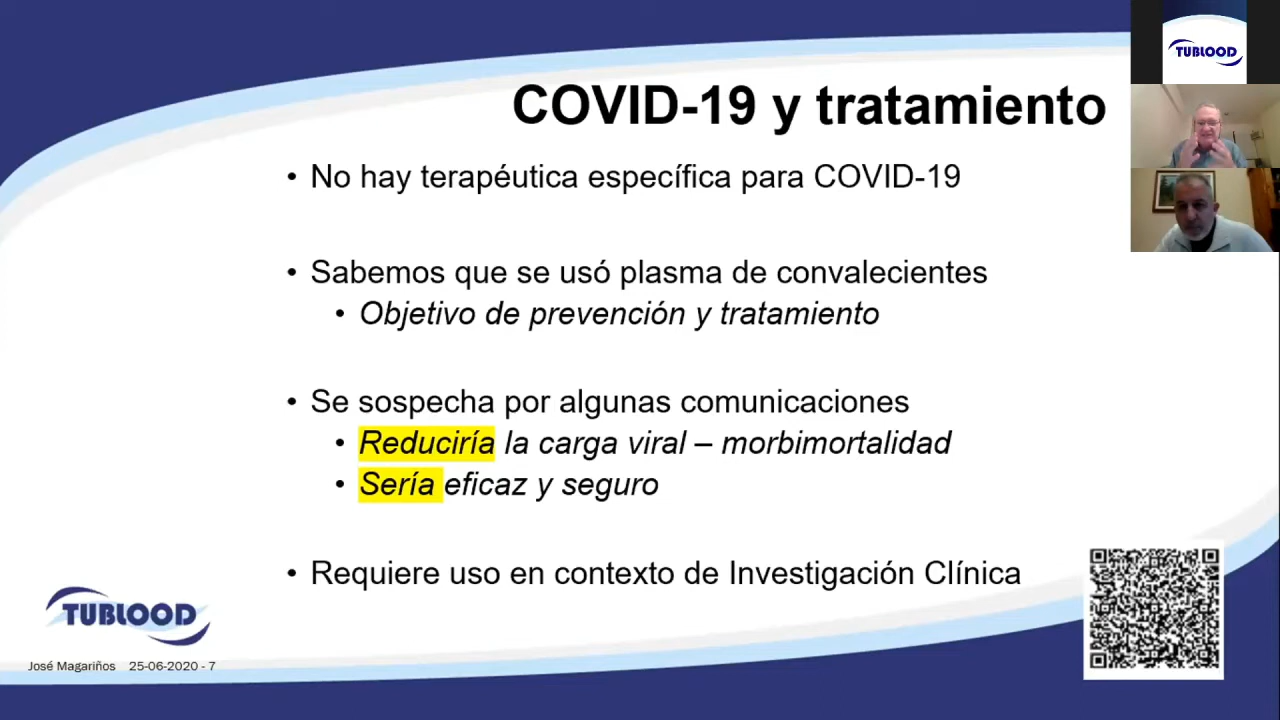 TUBLOOD
COVID-19 y tratamiento
• No hay terapéutica específica para COVID-19
• Sabemos que se usó plasma de convalecientes
• Objetivo de prevención y tratamiento
• Se sospecha por algunas comunicaciones
• Reduciría la carga viral – morbimortalidad
• Sería eficaz y seguro
• Requiere uso en contexto de Investigación Clínica
TUBLOOD
José Magariños 25-06-2020 - 7